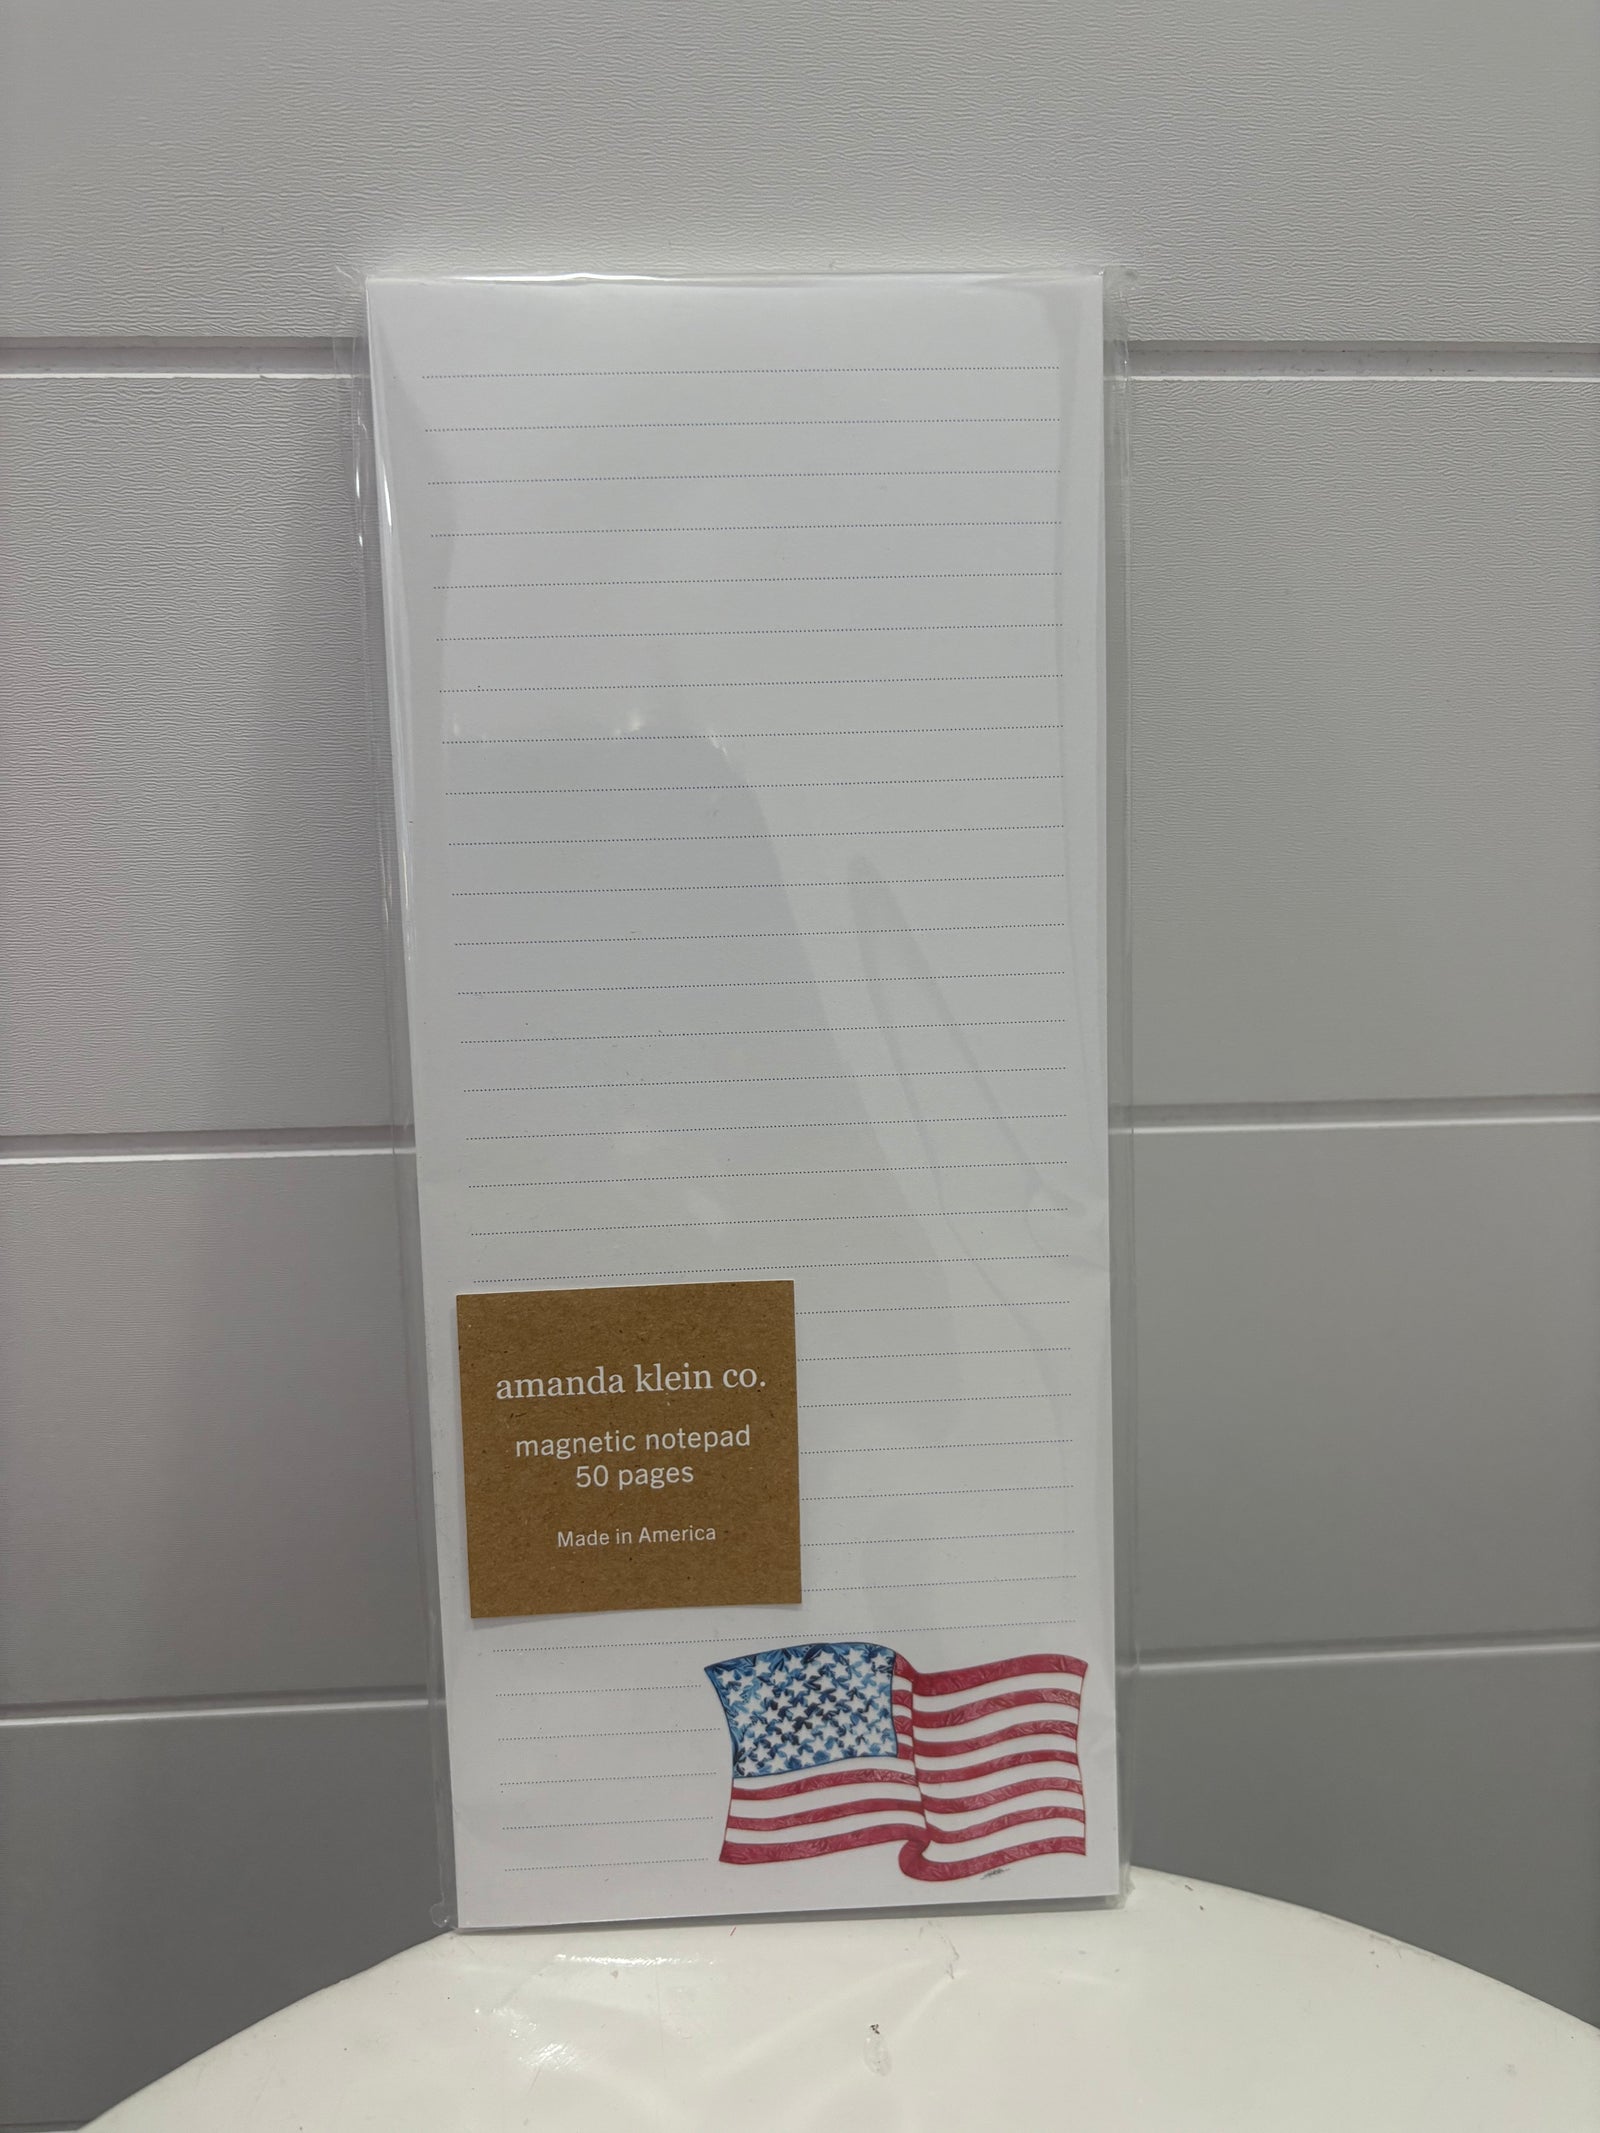 amanda klein co.
magnetic notepad
50 pages
Made in America